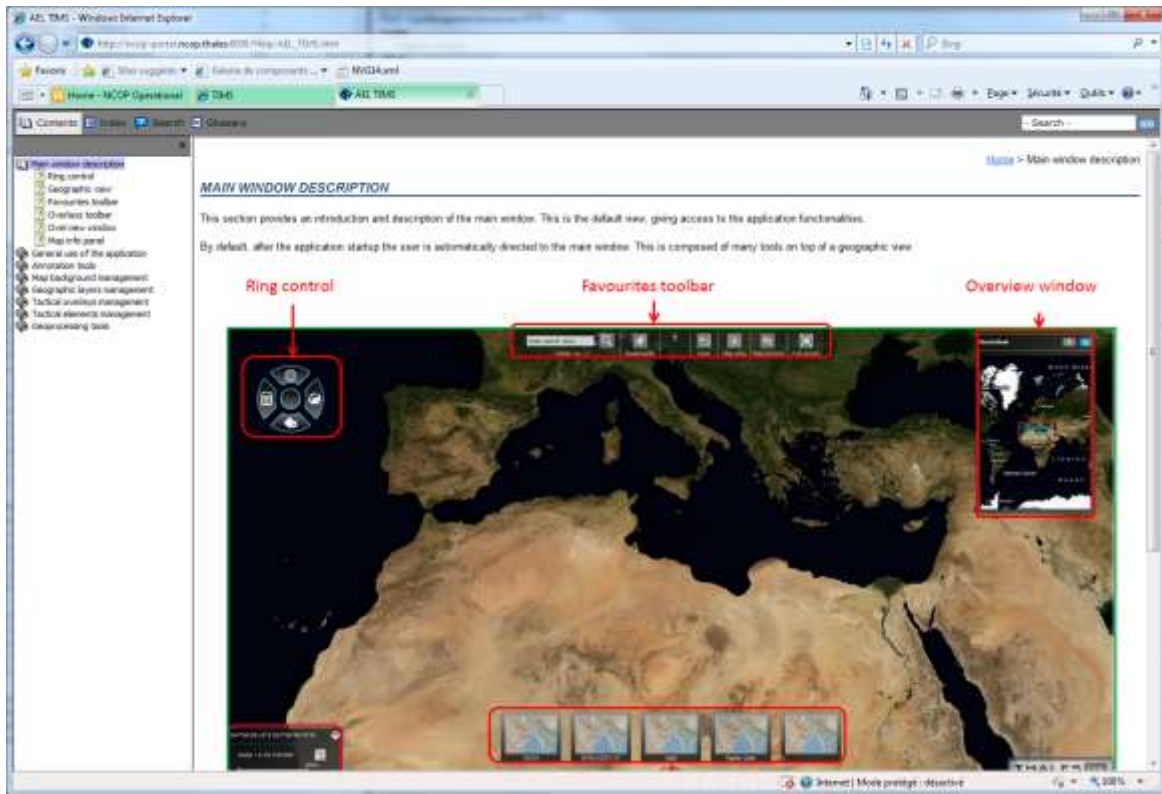 AEL TIMS - Windows Internet Explorer
Bing
Favoris
NVG14.xml
Home - NCOP Operational
TIMS
AEL TIMS
Page
Sécurité
Outils
Contents
Index
Search
Glossary
- Search -
Main window description
Ring control
Geographic view
Favourites toolbar
Overlays toolbar
Overview window
Map info panel
General use of the application
Annotation tools
Map background management
Geographic layers management
Tactical overlays management
Tactical elements management
Geoprocessing tools
Home > Main window description
MAIN WINDOW DESCRIPTION
This section provides an introduction and description of the main window. This is the default view, giving access to the application functionalities.
By default, after the application startup the user is automatically directed to the main window. This is composed of many tools on top of a geographic view
Ring control
Favourites toolbar
Overview window
THALES
Internet | Mode protégé : désactivé
100%